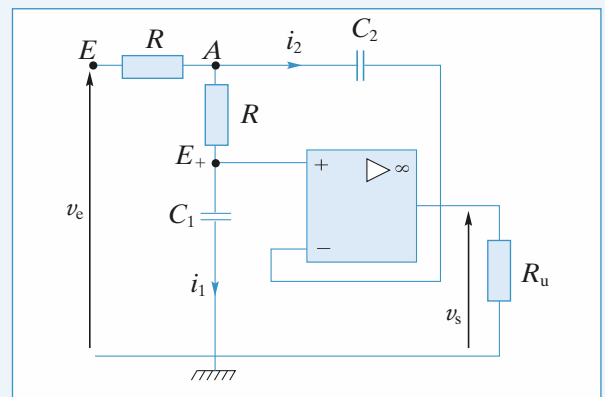 E R A i₂ C₂
R
E₊
+ ▷ ∞
vₑ C₁
−
i₁ vₛ Rᵤ